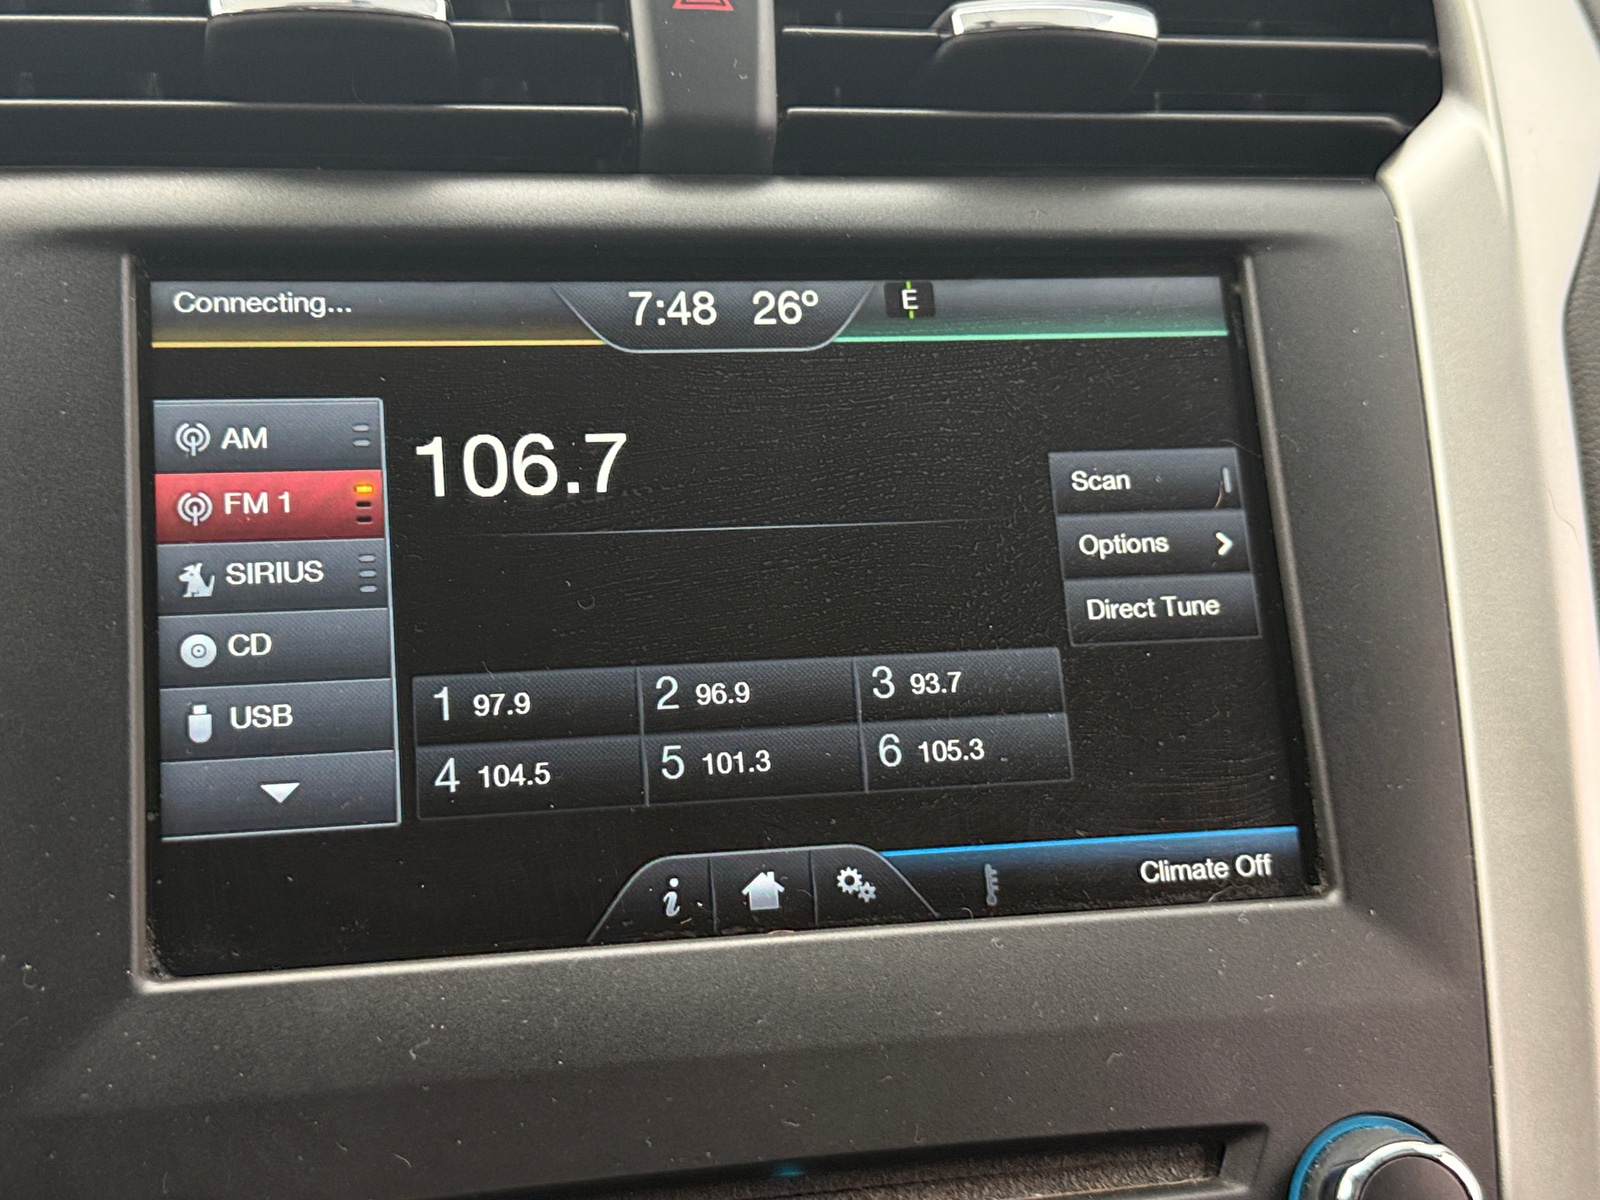 Connecting...
7:48 26° E
AM
FM 1
SIRIUS
CD
USB
106.7
Scan
Options
Direct Tune
1 97.9 2 96.9 3 93.7
4 104.5 5 101.3 6 105.3
i
Climate Off